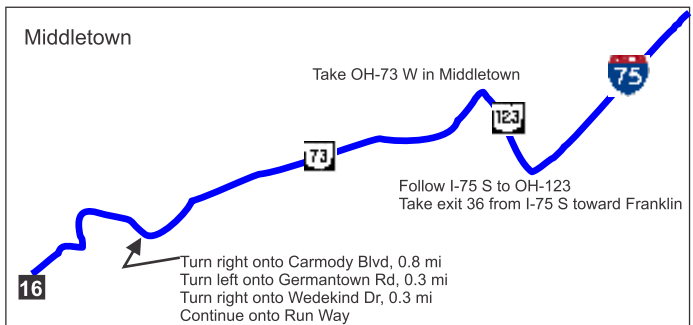 Middletown
Take OH-73 W in Middletown
75
123
73
Follow I-75 S to OH-123
Take exit 36 from I-75 S toward Franklin
Turn right onto Carmody Blvd, 0.8 mi
Turn left onto Germantown Rd, 0.3 mi
Turn right onto Wedekind Dr, 0.3 mi
Continue onto Run Way
16